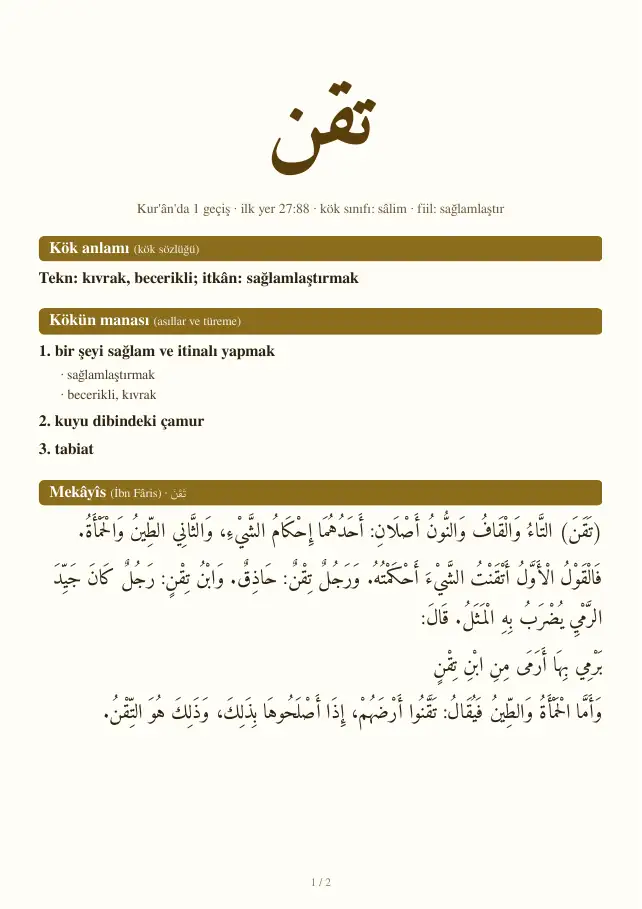 تقن
Kur'ân'da 1 geçiş · ilk yer 27:88 · kök sınıfı: sâlim · fiil: sağlamlaştır
Kök anlamı (kök sözlüğü)
Tekn: kıvrak, becerikli; itkân: sağlamlaştırmak
Kökün manası (asıllar ve türeme)
1. bir şeyi sağlam ve itinalı yapmak
· sağlamlaştırmak
· becerikli, kıvrak
2. kuyu dibindeki çamur
3. tabiat
Mekâyîs (İbn Fâris) · تَقَنَ
(تَقَنَ) التَّاءُ وَالْقَافُ وَالنُّونُ أَصْلَانِ: أَحَدُهُمَا إِحْكَامُ الشَّيْءِ، وَالثَّانِي الطِّينُ وَالْحَمْأَةُ.
فَالْقَوْلُ الْأَوَّلُ أَتْقَنْتُ الشَّيْءَ أَحْكَمْتُهُ. وَرَجُلٌ تِقْنٌ: حَاذِقٌ. وَابْنُ تِقْنٍ: رَجُلٌ كَانَ جَيِّدَ
الرَّمْيِ يُضْرَبُ بِهِ الْمَثَلُ. قَالَ:
يَرْمِي بِهَا أَرْمَى مِنِ ابْنِ تِقْنٍ
وَأَمَّا الْحَمْأَةُ وَالطِّينُ فَيُقَالُ: تَقَّنُوا أَرْضَهُمْ، إِذَا أَصْلَحُوهَا بِذَلِكَ، وَذَلِكَ هُوَ التِّقْنُ.
1 / 2